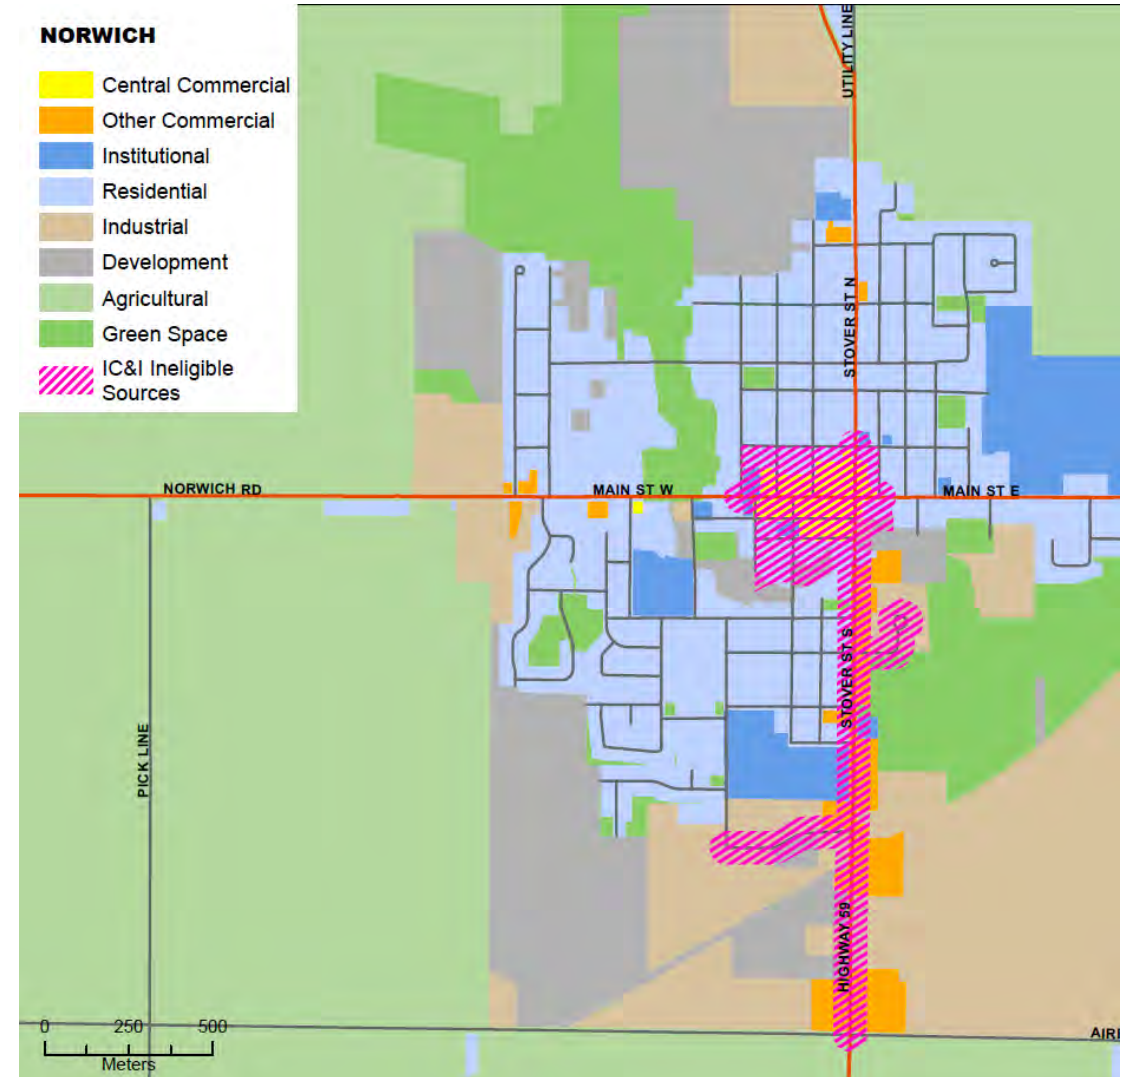 NORWICH
Central Commercial
Other Commercial
Institutional
Residential
Industrial
Development
Agricultural
Green Space
IC&I Ineligible
Sources
UTILITY LINE
STOVER ST N
NORWICH RD
MAIN ST W
MAIN ST E
STOVER ST S
PICK LINE
HIGHWAY 59
0 250 500
Meters
AIRE